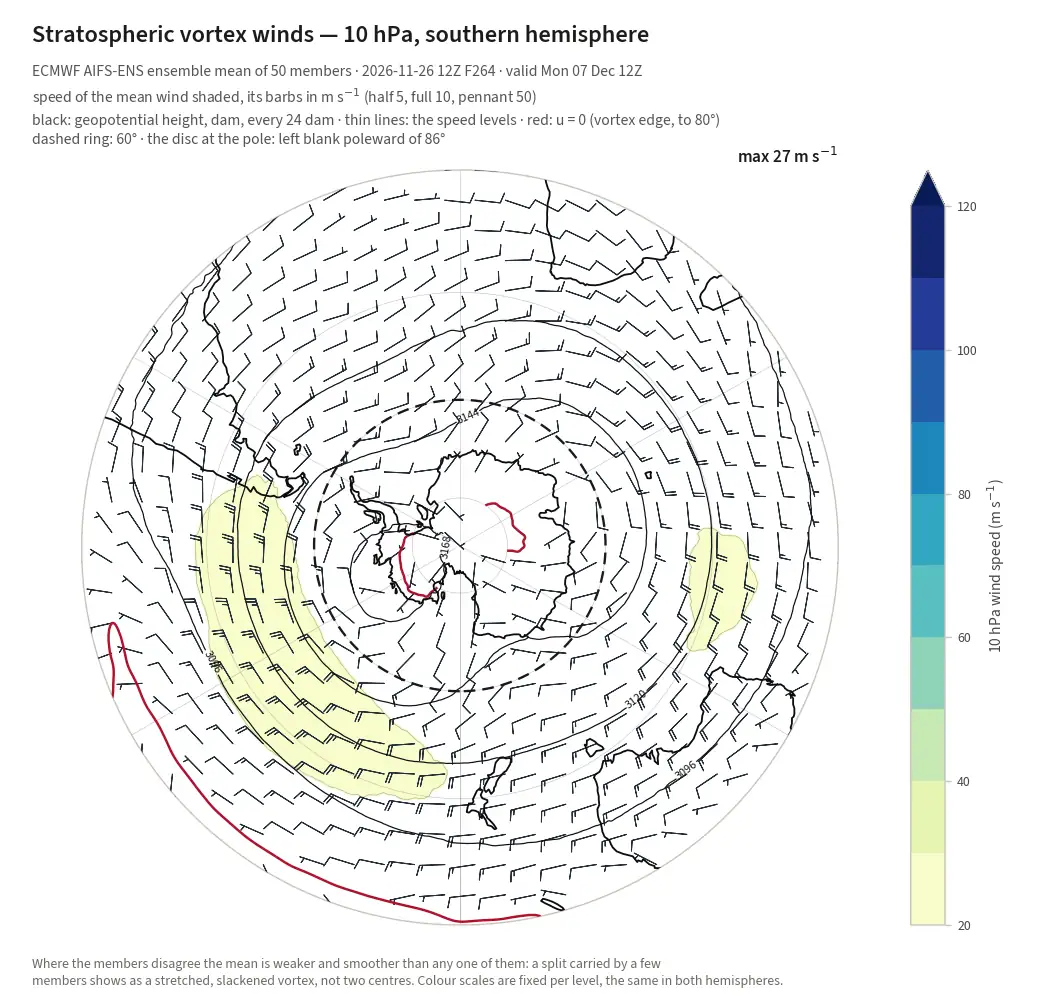 Stratospheric vortex winds — 10 hPa, southern hemisphere
ECMWF AIFS-ENS ensemble mean of 50 members · 2026-11-26 12Z F264 · valid Mon 07 Dec 12Z
speed of the mean wind shaded, its barbs in m s⁻¹ (half 5, full 10, pennant 50)
black: geopotential height, dam, every 24 dam · thin lines: the speed levels · red: u = 0 (vortex edge, to 80°)
dashed ring: 60° · the disc at the pole: left blank poleward of 86°
max 27 m s⁻¹
120
100
80
60
40
20
10 hPa wind speed (m s⁻¹)
3144
3168
3096
3120
3096
Where the members disagree the mean is weaker and smoother than any one of them: a split carried by a few
members shows as a stretched, slackened vortex, not two centres. Colour scales are fixed per level, the same in both hemispheres.